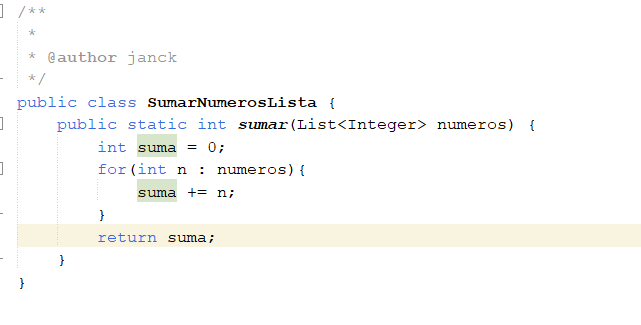 /**
 *
 * @author janck
 */
public class SumarNumerosLista {
    public static int sumar(List<Integer> numeros) {
        int suma = 0;
        for(int n : numeros){
            suma += n;
        }
        return suma;
    }
}